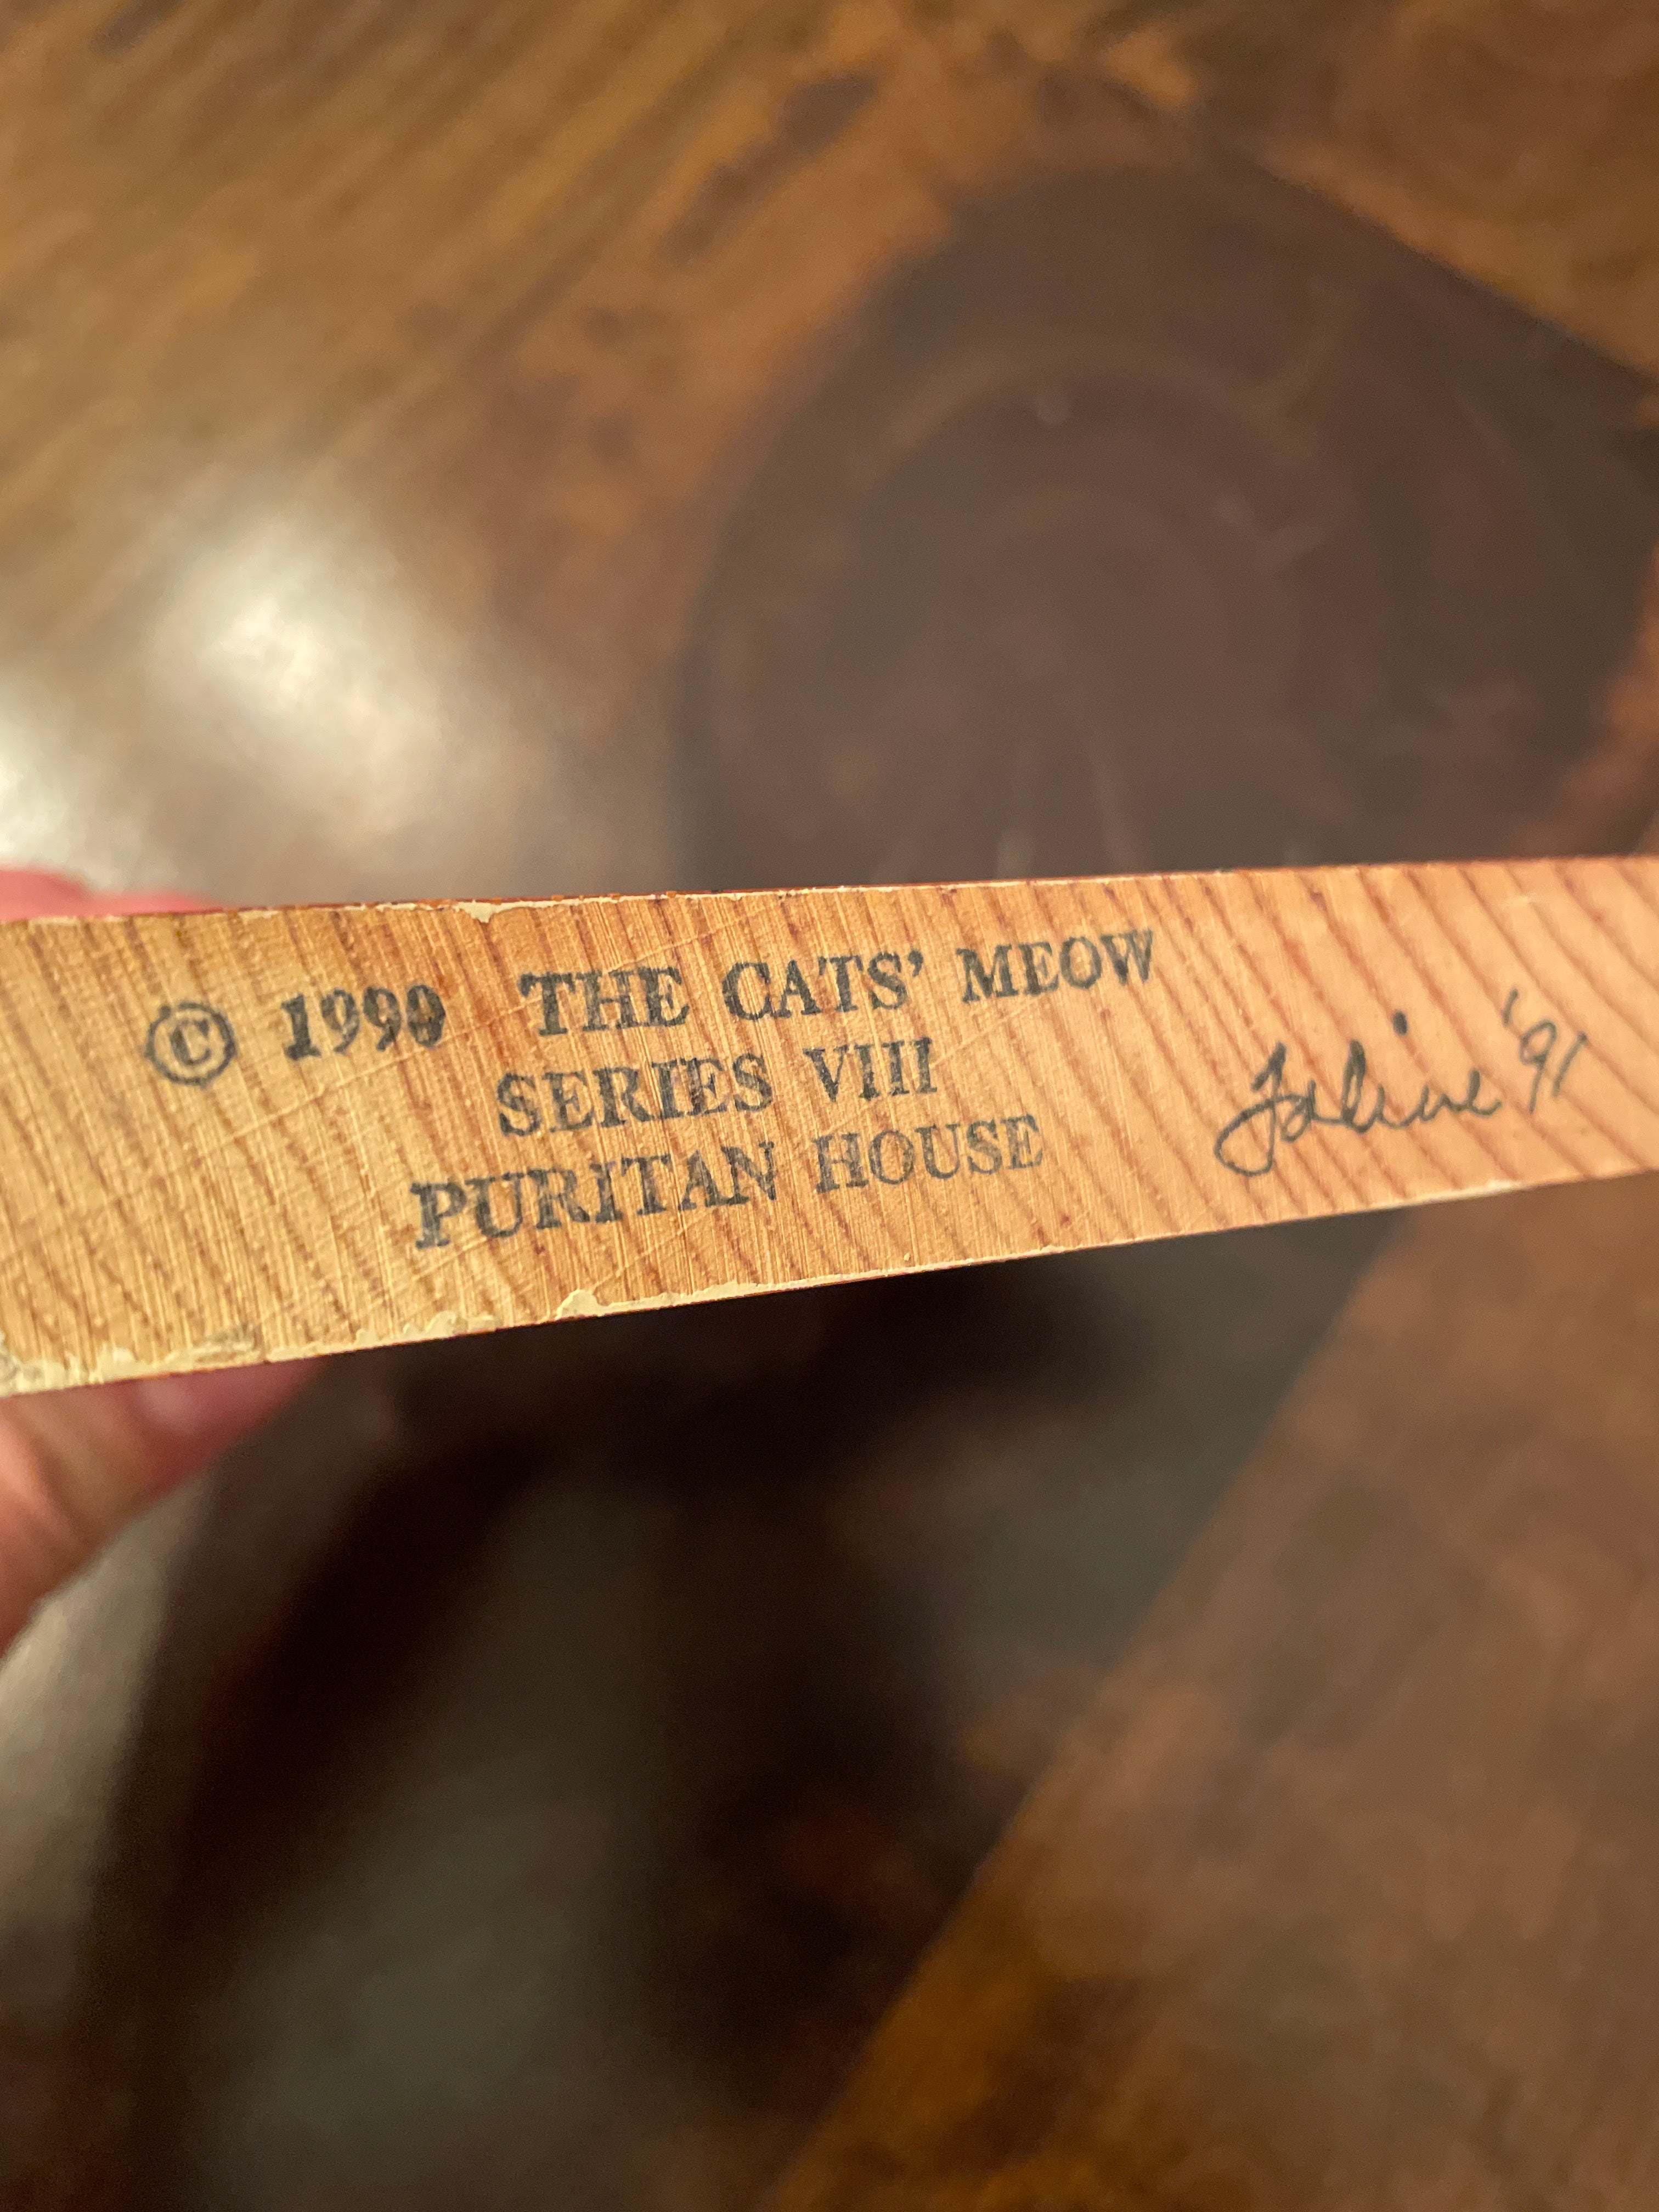 © 1990 THE CATS' MEOW
SERIES VIII
PURITAN HOUSE
Faline '91